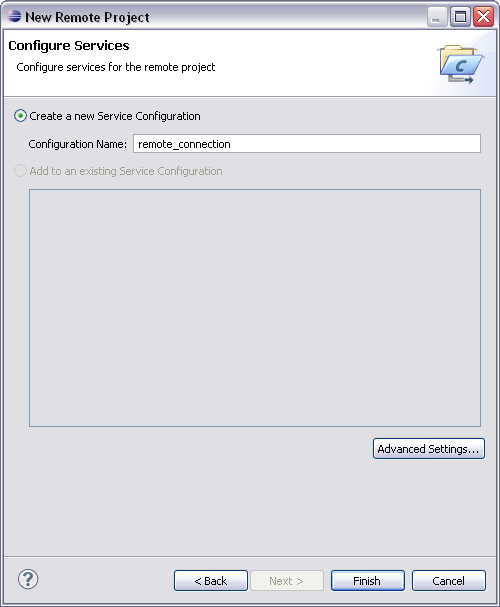 New Remote Project
Configure Services
Configure services for the remote project
C
Create a new Service Configuration
Configuration Name: remote_connection
Add to an existing Service Configuration
Advanced Settings...
? < Back Next > Finish Cancel